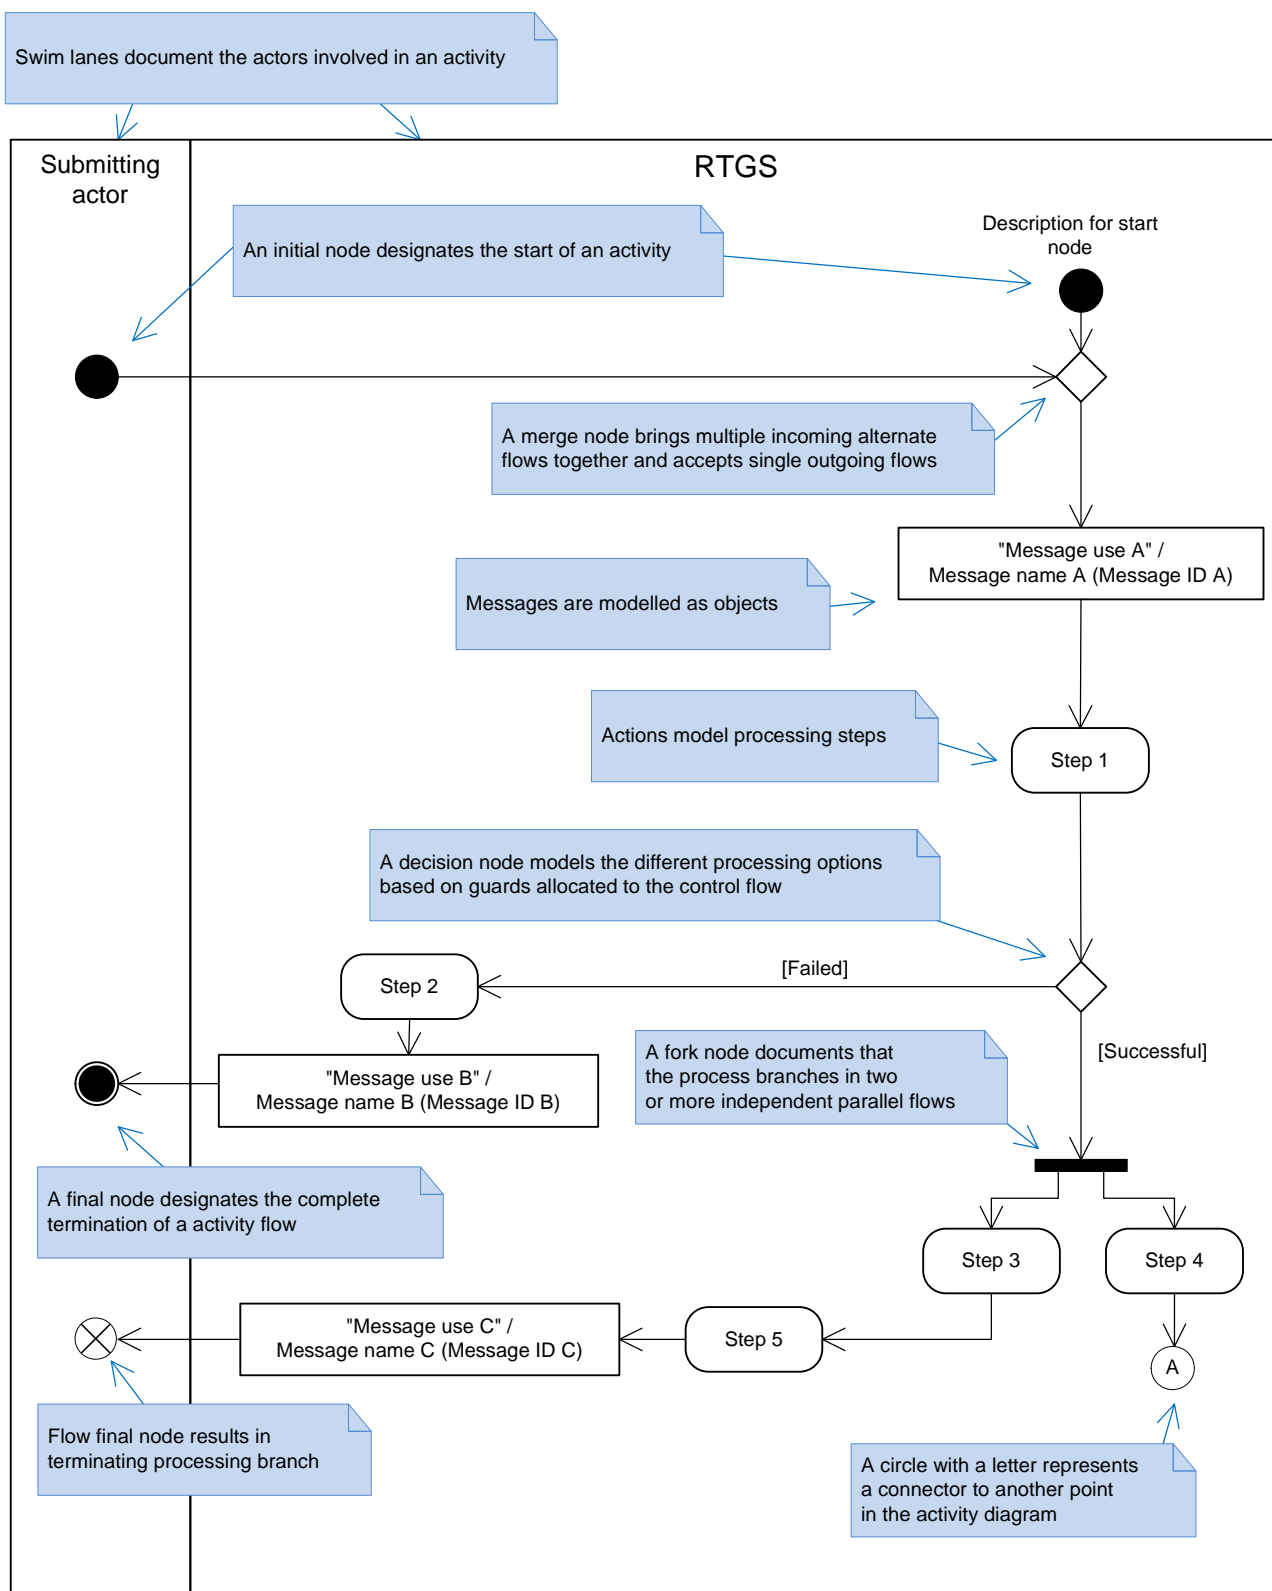 Swim lanes document the actors involved in an activity
Submitting
actor
RTGS
Description for start
node
An initial node designates the start of an activity
A merge node brings multiple incoming alternate
flows together and accepts single outgoing flows
"Message use A" /
Message name A (Message ID A)
Messages are modelled as objects
Actions model processing steps
Step 1
A decision node models the different processing options
based on guards allocated to the control flow
[Failed]
Step 2
[Successful]
A fork node documents that
the process branches in two
or more independent parallel flows
"Message use B" /
Message name B (Message ID B)
A final node designates the complete
termination of a activity flow
Step 3
Step 4
"Message use C" /
Message name C (Message ID C)
Step 5
A
Flow final node results in
terminating processing branch
A circle with a letter represents
a connector to another point
in the activity diagram